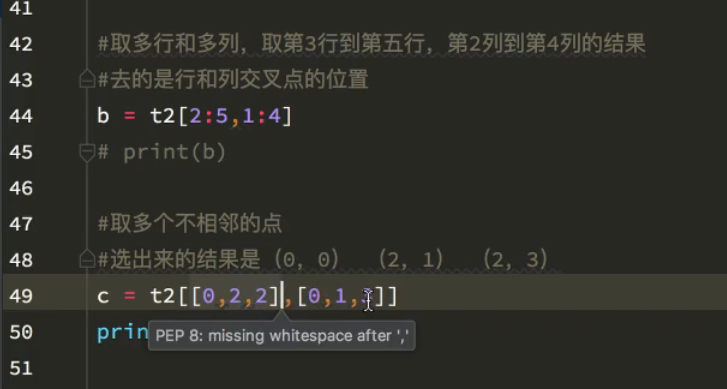 41
42 #取多行和多列，取第3行到第五行，第2列到第4列的结果
43 #去的是行和列交叉点的位置
44 b = t2[2:5,1:4]
45 # print(b)
46
47 #取多个不相邻的点
48 #选出来的结果是（0，0） （2，1） （2，3）
49 c = t2[[0,2,2],[0,1,3]]
50 prin
PEP 8: missing whitespace after ','
51